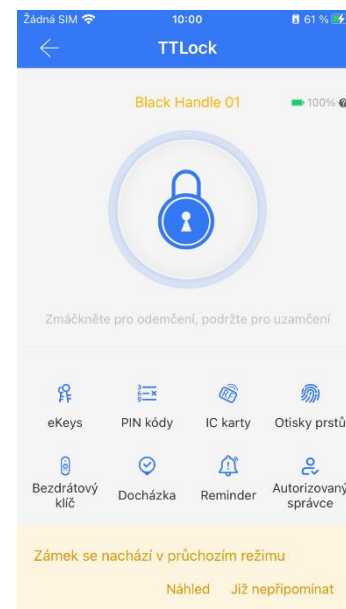 Žádná SIM 10:00 61 %
TTLock
Black Handle 01 100%
Zmáčkněte pro odemčení, podržte pro uzamčení
eKeys PIN kódy IC karty Otisky prstů
Bezdrátový klíč Docházka Reminder Autorizovaný správce
Zámek se nachází v průchozím režimu
Náhled Již nepřipomínat